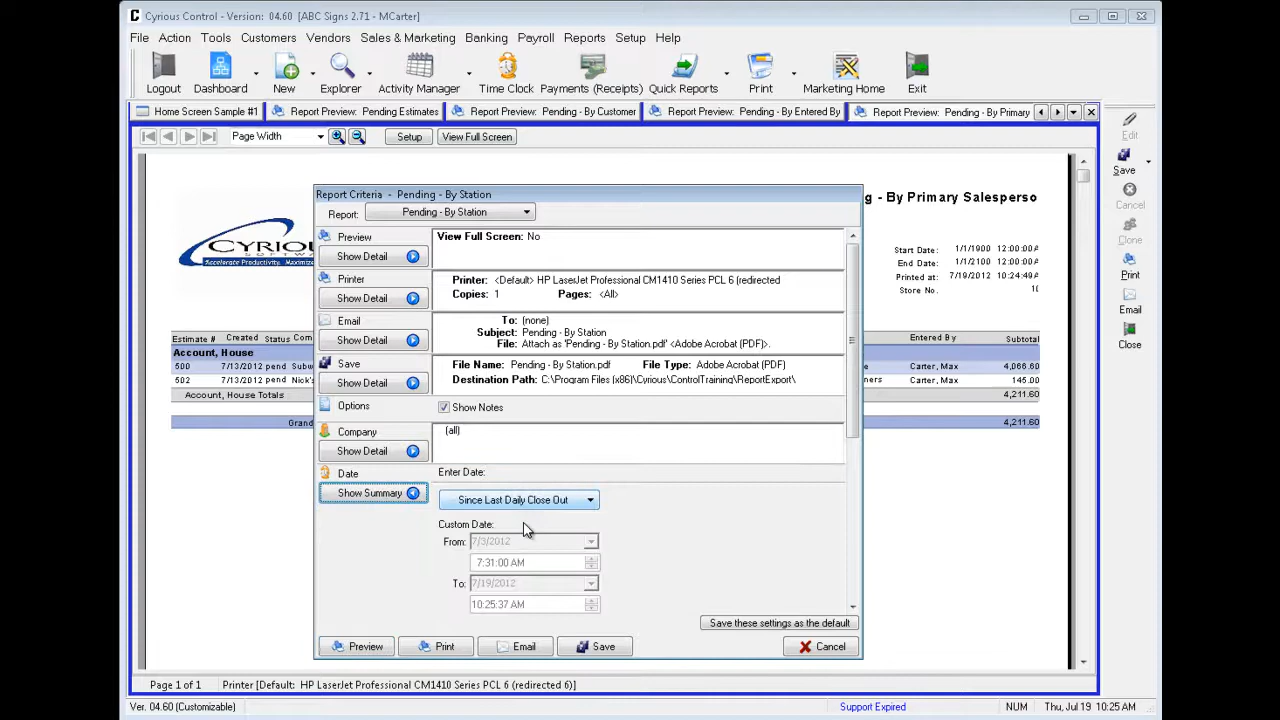 Cyrious Control - Version: 04.60 [ABC Signs 2.71 - MCarter]
File Action Tools Customers Vendors Sales & Marketing Banking Payroll Reports Setup Help
Logout Dashboard New Explorer Activity Manager Time Clock Payments (Receipts) Quick Reports Print Marketing Home Exit
Home Screen Sample #1 Report Preview: Pending Estimates Report Preview: Pending - By Customer Report Preview: Pending - By Entered By Report Preview: Pending - By Primary
Page Width Setup View Full Screen
Edit
Save
Cancel
Clone
Print
Email
Close
g - By Primary Salesperso
CYRIOU
SOFTWAR
Accelerate Productivity. Maximize
Start Date: 1/1/1900 12:00:00A
End Date: 1/1/2100 12:00:00A
Printed at: 7/19/2012 10:24:49A
Store No.
Estimate # Created Status Com Entered By Subtotal
Account, House
500 7/13/2012 pend Subw e Carter, Max 4,066.60
502 7/13/2012 pend Nick's ners Carter, Max 145.00
Account, House Totals 4,211.60
Grand 4,211.60
Report Criteria - Pending - By Station
Report: Pending - By Station
Preview View Full Screen: No
Show Detail
Printer Printer: <Default> HP LaserJet Professional CM1410 Series PCL 6 (redirected
Show Detail Copies: 1 Pages: <All>
Email To: (none)
Subject: Pending - By Station
Show Detail File: Attach as 'Pending - By Station.pdf' <Adobe Acrobat (PDF)>.
Save File Name: Pending - By Station.pdf File Type: Adobe Acrobat (PDF)
Show Detail Destination Path: C:\Program Files (x86)\Cyrious\ControlTraining\ReportExport\
Options Show Notes
Company (all)
Show Detail
Date Enter Date:
Show Summary Since Last Daily Close Out
Custom Date:
From: 7/3/2012
7:31:00 AM
To: 7/19/2012
10:25:37 AM
Save these settings as the default
Preview Print Email Save Cancel
Page 1 of 1 Printer [Default: HP LaserJet Professional CM1410 Series PCL 6 (redirected 6)]
Ver. 04.60 (Customizable) Support Expired NUM Thu, Jul 19 10:25 AM